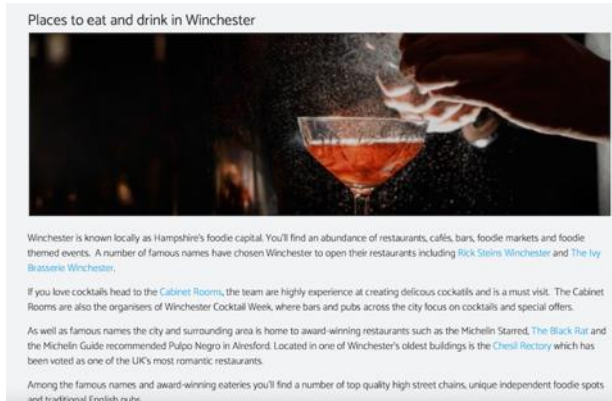 Places to eat and drink in Winchester
Winchester is known locally as Hampshire's foodie capital. You'll find an abundance of restaurants, cafés, bars, foodie markets and foodie
themed events. A number of famous names have chosen Winchester to open their restaurants including Rick Steins Winchester and The Ivy
Brasserie Winchester.
If you love cocktails head to the Cabinet Rooms, the team are highly experience at creating delicous cockatils and is a must visit. The Cabinet
Rooms are also the organisers of Winchester Cocktail Week, where bars and pubs across the city focus on cocktails and special offers.
As well as famous names the city and surrounding area is home to award-winning restaurants such as the Michelin Starred, The Black Rat and
the Michelin Guide recommended Pulpo Negro in Alresford. Located in one of Winchester's oldest buildings is the Chesil Rectory which has
been voted as one of the UK's most romantic restaurants.
Among the famous names and award-winning eateries you'll find a number of top quality high street chains, unique independent foodie spots
and traditional English pubs.